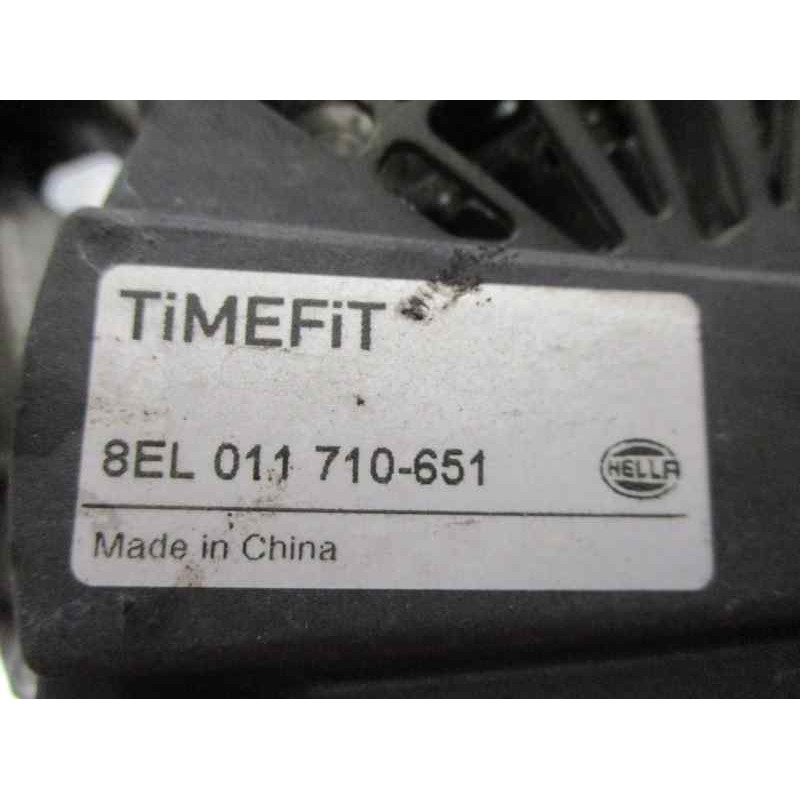 TiMEFiT
8EL 011 710-651
HELLA
Made in China